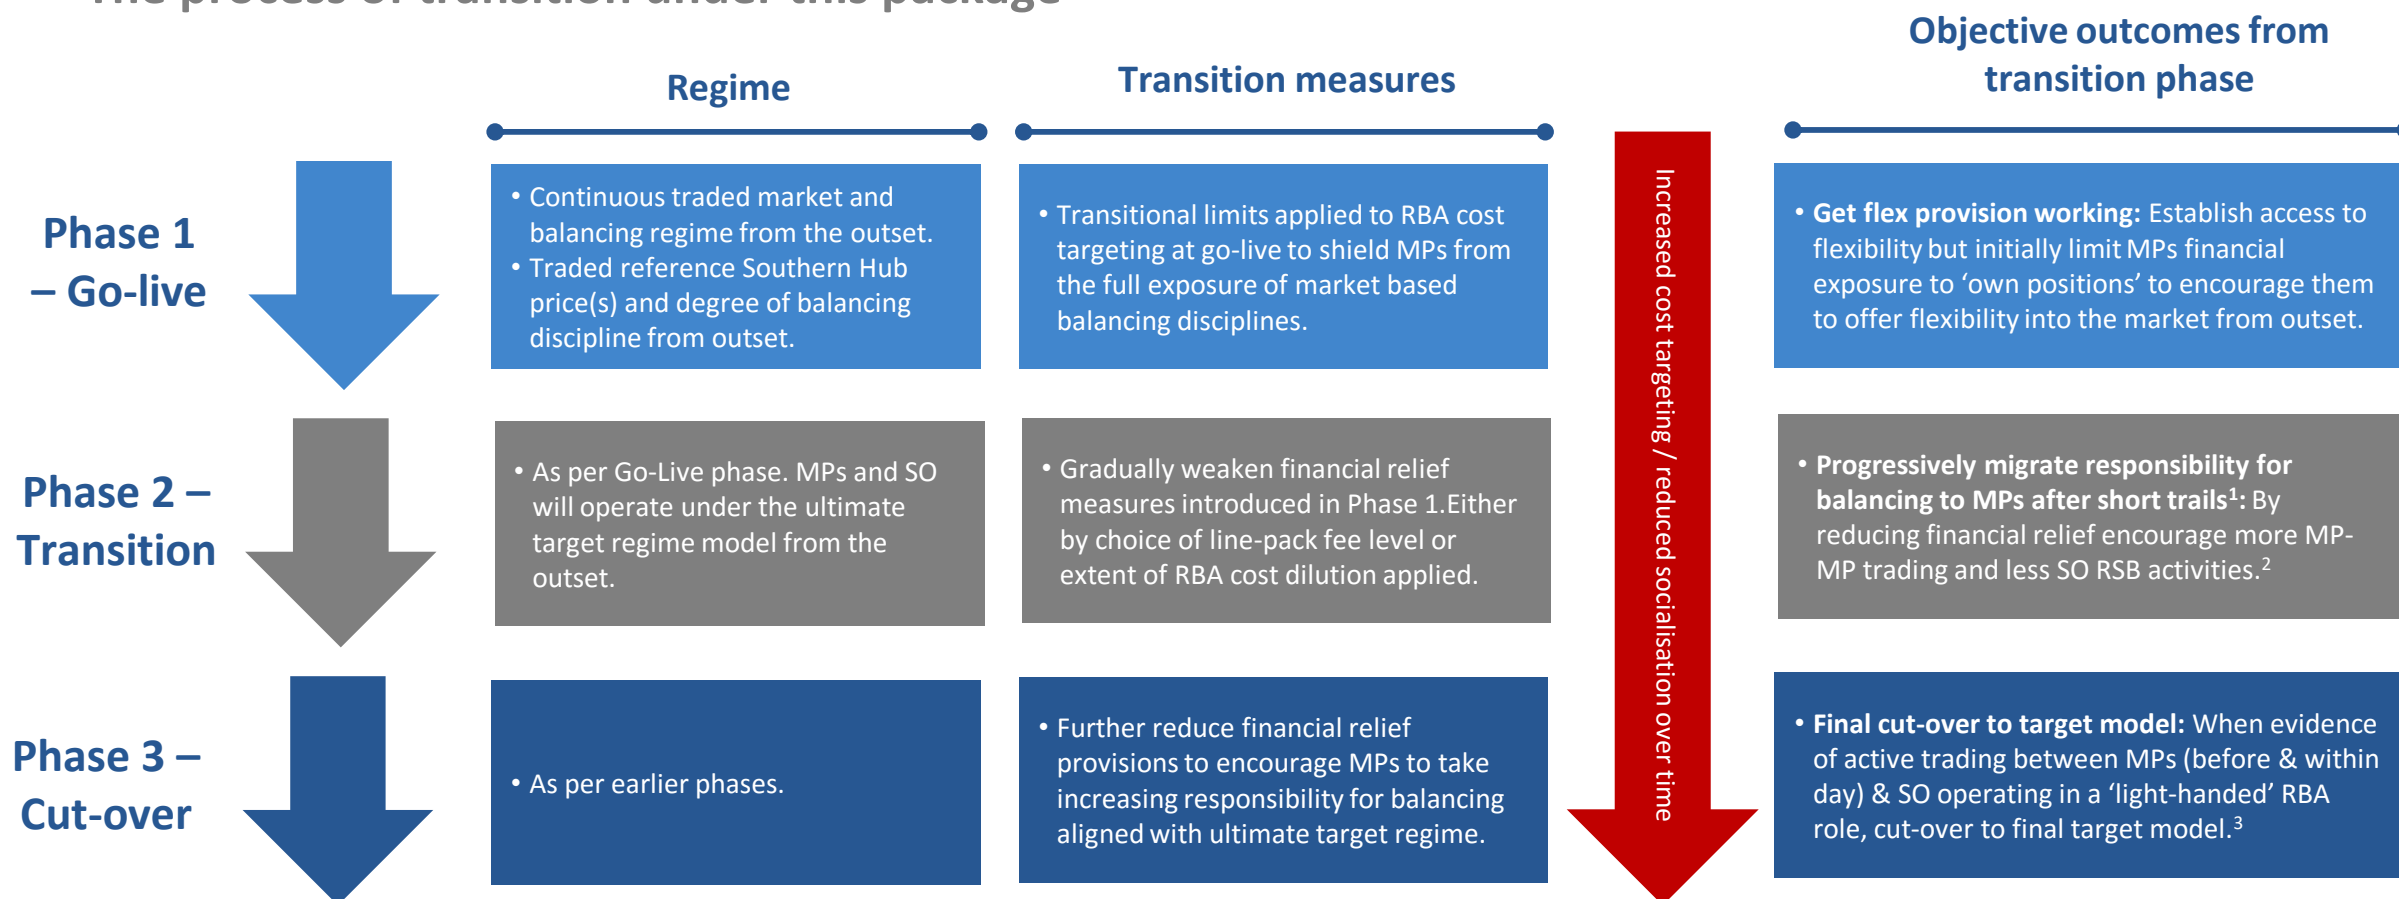 The process of transition under this package
Regime
Transition measures
Objective outcomes from
transition phase
Phase 1
– Go-live
• Continuous traded market and
balancing regime from the outset.
• Traded reference Southern Hub
price(s) and degree of balancing
discipline from outset.
• Transitional limits applied to RBA cost
targeting at go-live to shield MPs from
the full exposure of market based
balancing disciplines.
• Get flex provision working: Establish access to
flexibility but initially limit MPs financial
exposure to ‘own positions’ to encourage them
to offer flexibility into the market from outset.
Increased cost targeting / reduced socialisation over time
Phase 2 –
Transition
• As per Go-Live phase. MPs and SO
will operate under the ultimate
target regime model from the
outset.
• Gradually weaken financial relief
measures introduced in Phase 1.Either
by choice of line-pack fee level or
extent of RBA cost dilution applied.
• Progressively migrate responsibility for
balancing to MPs after short trails¹: By
reducing financial relief encourage more MP-
MP trading and less SO RSB activities.²
Phase 3 –
Cut-over
• As per earlier phases.
• Further reduce financial relief
provisions to encourage MPs to take
increasing responsibility for balancing
aligned with ultimate target regime.
• Final cut-over to target model: When evidence
of active trading between MPs (before & within
day) & SO operating in a ‘light-handed’ RBA
role, cut-over to final target model.³